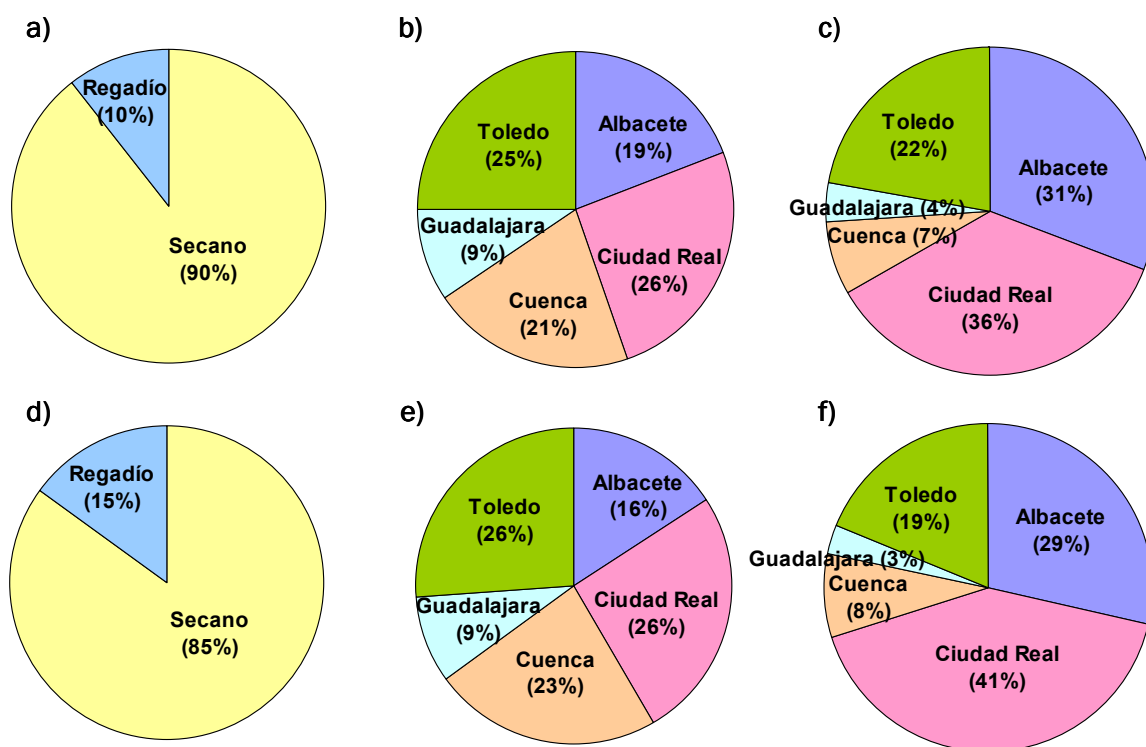 a)
Regadío
(10%)
Secano
(90%)
b)
Toledo
(25%)
Albacete
(19%)
Guadalajara
(9%)
Ciudad Real
(26%)
Cuenca
(21%)
c)
Toledo
(22%)
Albacete
(31%)
Guadalajara (4%)
Cuenca (7%)
Ciudad Real
(36%)
d)
Regadío
(15%)
Secano
(85%)
e)
Toledo
(26%)
Albacete
(16%)
Guadalajara
(9%)
Ciudad Real
(26%)
Cuenca
(23%)
f)
Toledo
(19%)
Albacete
(29%)
Guadalajara (3%)
Cuenca
(8%)
Ciudad Real
(41%)